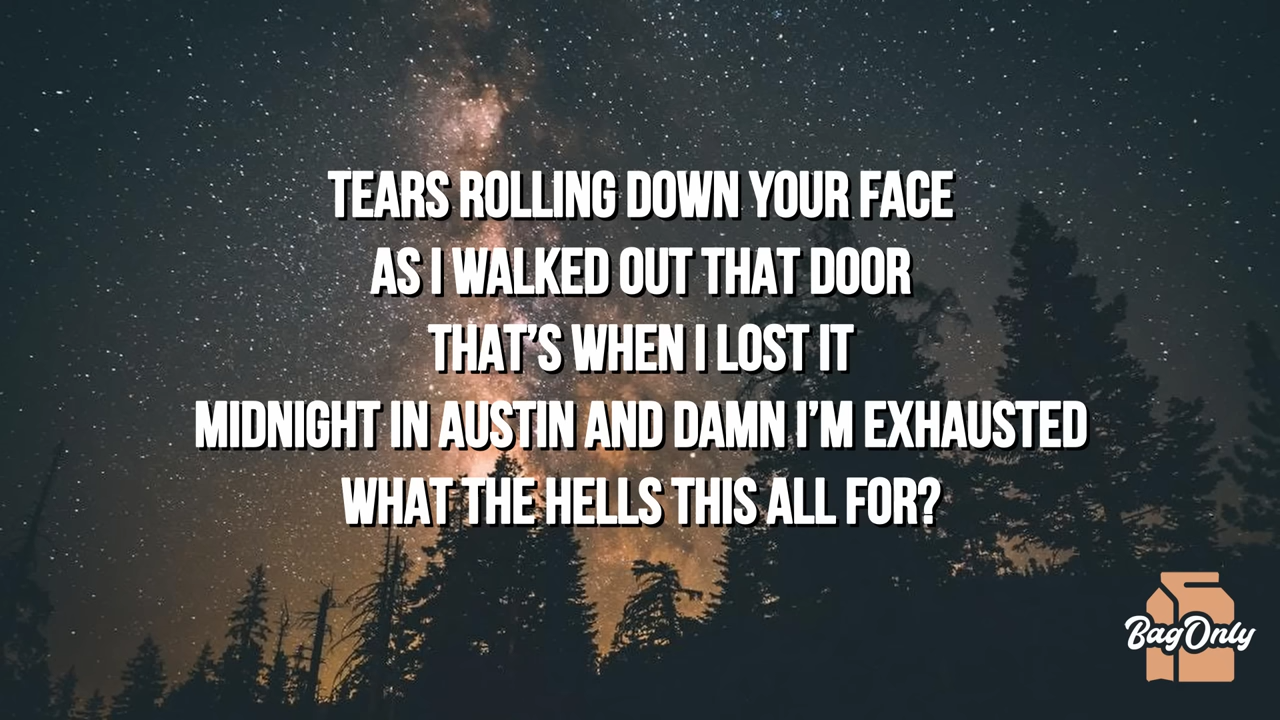 TEARS ROLLING DOWN YOUR FACE
AS I WALKED OUT THAT DOOR
THAT'S WHEN I LOST IT
MIDNIGHT IN AUSTIN AND DAMN I'M EXHAUSTED
WHAT THE HELLS THIS ALL FOR?
BagOnly